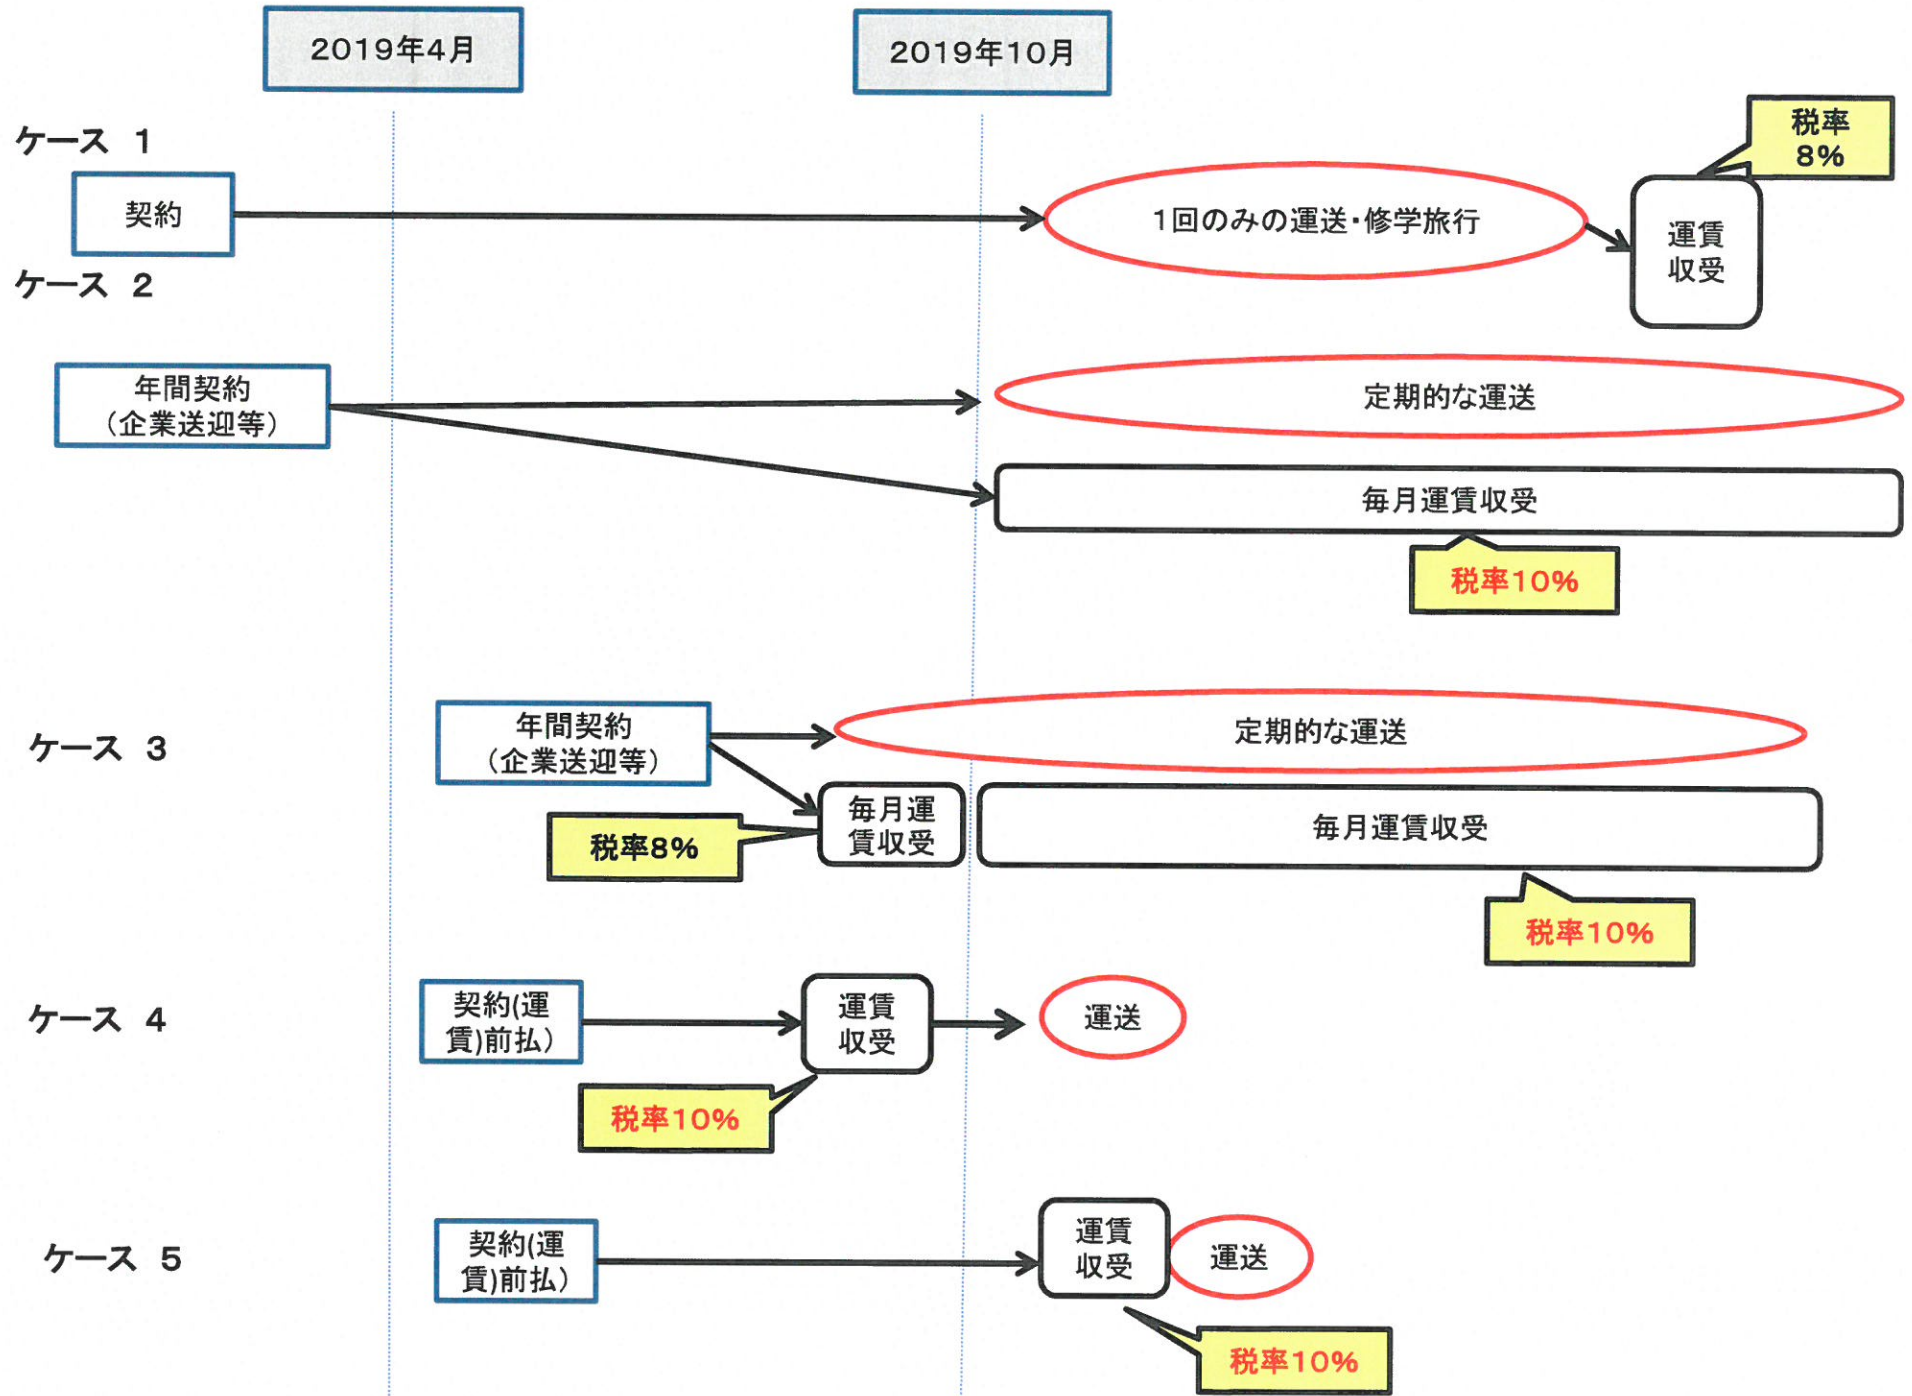 2019年4月
2019年10月
ケース 1
税率
8%
契約
1回のみの運送・修学旅行
運賃
収受
ケース 2
年間契約
(企業送迎等)
定期的な運送
毎月運賃収受
税率10%
ケース 3
年間契約
(企業送迎等)
定期的な運送
毎月運
賃収受
毎月運賃収受
税率8%
税率10%
ケース 4
契約(運
賃)前払)
運賃
収受
運送
税率10%
ケース 5
契約(運
賃)前払)
運賃
収受
運送
税率10%